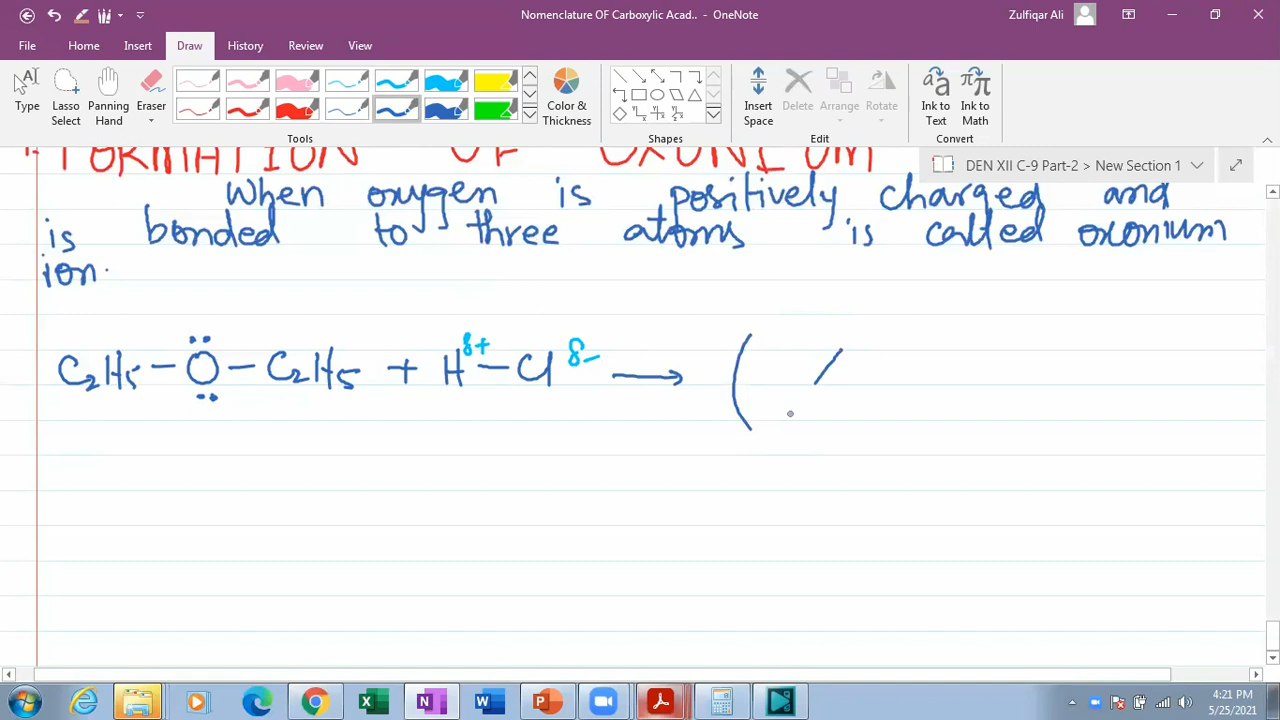 Nomenclature OF Carboxylic Acad.. - OneNote
Zulfiqar Ali
File Home Insert Draw History Review View
Type
Lasso Select
Panning Hand
Eraser
Color & Thickness
Insert Space
Delete
Arrange
Rotate
Ink to Text
Ink to Math
Tools
Shapes
Edit
Convert
DEN XII C-9 Part-2 > New Section 1
FORMATION OF OXONIUM
When oxygen is positively charged and
is bonded to three atoms is called oxonium
ion.
C₂H₅ — Ö — C₂H₅ + H^δ+ — Cl^δ- ⟶ (
4:21 PM
5/25/2021